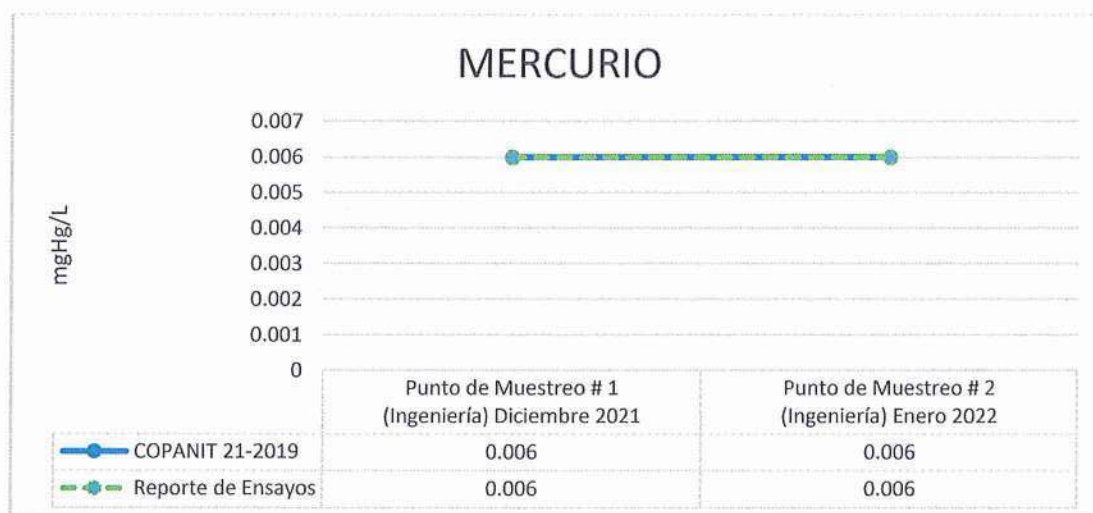 MERCURIO
mgHg/L
0.007
0.006
0.005
0.004
0.003
0.002
0.001
0
Punto de Muestreo # 1
(Ingeniería) Diciembre 2021
Punto de Muestreo # 2
(Ingeniería) Enero 2022
COPANIT 21-2019 0.006 0.006
Reporte de Ensayos 0.006 0.006